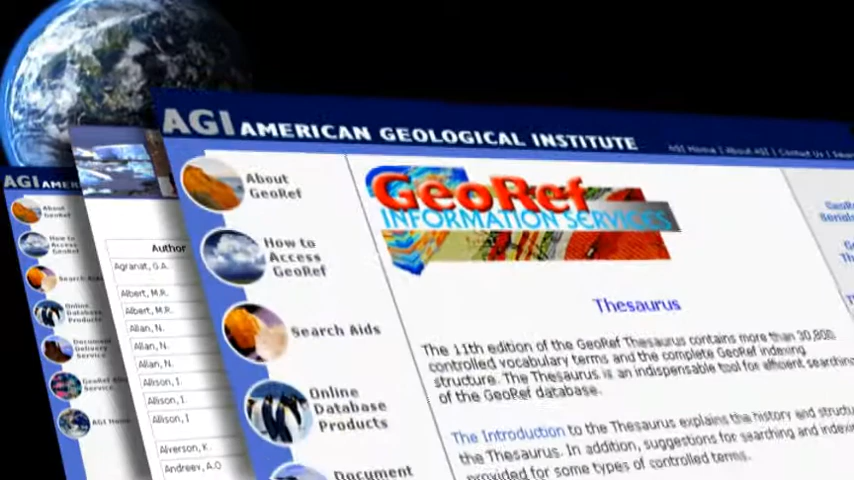 AGI AMERICAN GEOLOGICAL INSTITUTE
AGI Home | About AGI | Contact Us |
About
GeoRef
How to
Access
GeoRef
Search Aids
Online
Database
Products
Document
GeoRef
INFORMATION SERVICES
Thesaurus
The 11th edition of the GeoRef Thesaurus contains more than 30,800
controlled vocabulary terms and the complete GeoRef indexing
structure. The Thesaurus is an indispensable tool for efficient searching
of the GeoRef database.
The Introduction to the Thesaurus explains the history and
the Thesaurus. In addition, suggestions for searching and
provided for some types of controlled terms.
Author
Agranat, G.A.
Albert, M.R.
Albert, M.R.
Allan, N.
Allan, N.
Allan, N.
Allison, I.
Allison, I.
Allison, I
Alverson, K.
Andreev, A.O
AGI
About
GeoRef
How to
Access
GeoRef
Search Aids
Online
Database
Products
Document
Delivery
Service
GeoRef
Service
AGI Home